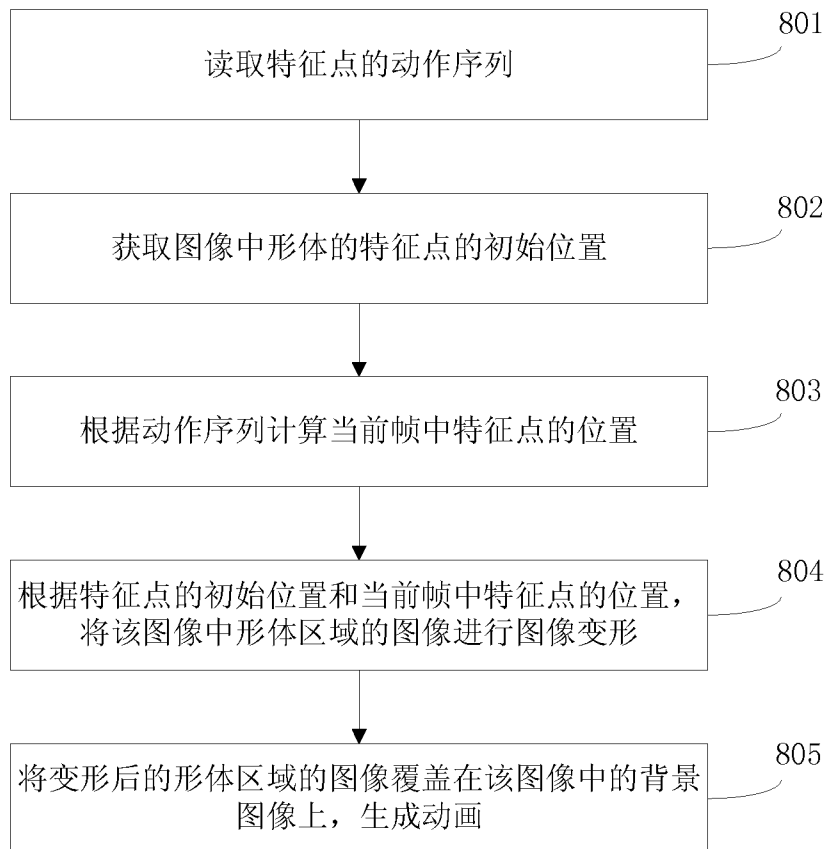 801
读取特征点的动作序列
802
获取图像中形体的特征点的初始位置
803
根据动作序列计算当前帧中特征点的位置
804
根据特征点的初始位置和当前帧中特征点的位置，
将该图像中形体区域的图像进行图像变形
805
将变形后的形体区域的图像覆盖在该图像中的背景
图像上，生成动画